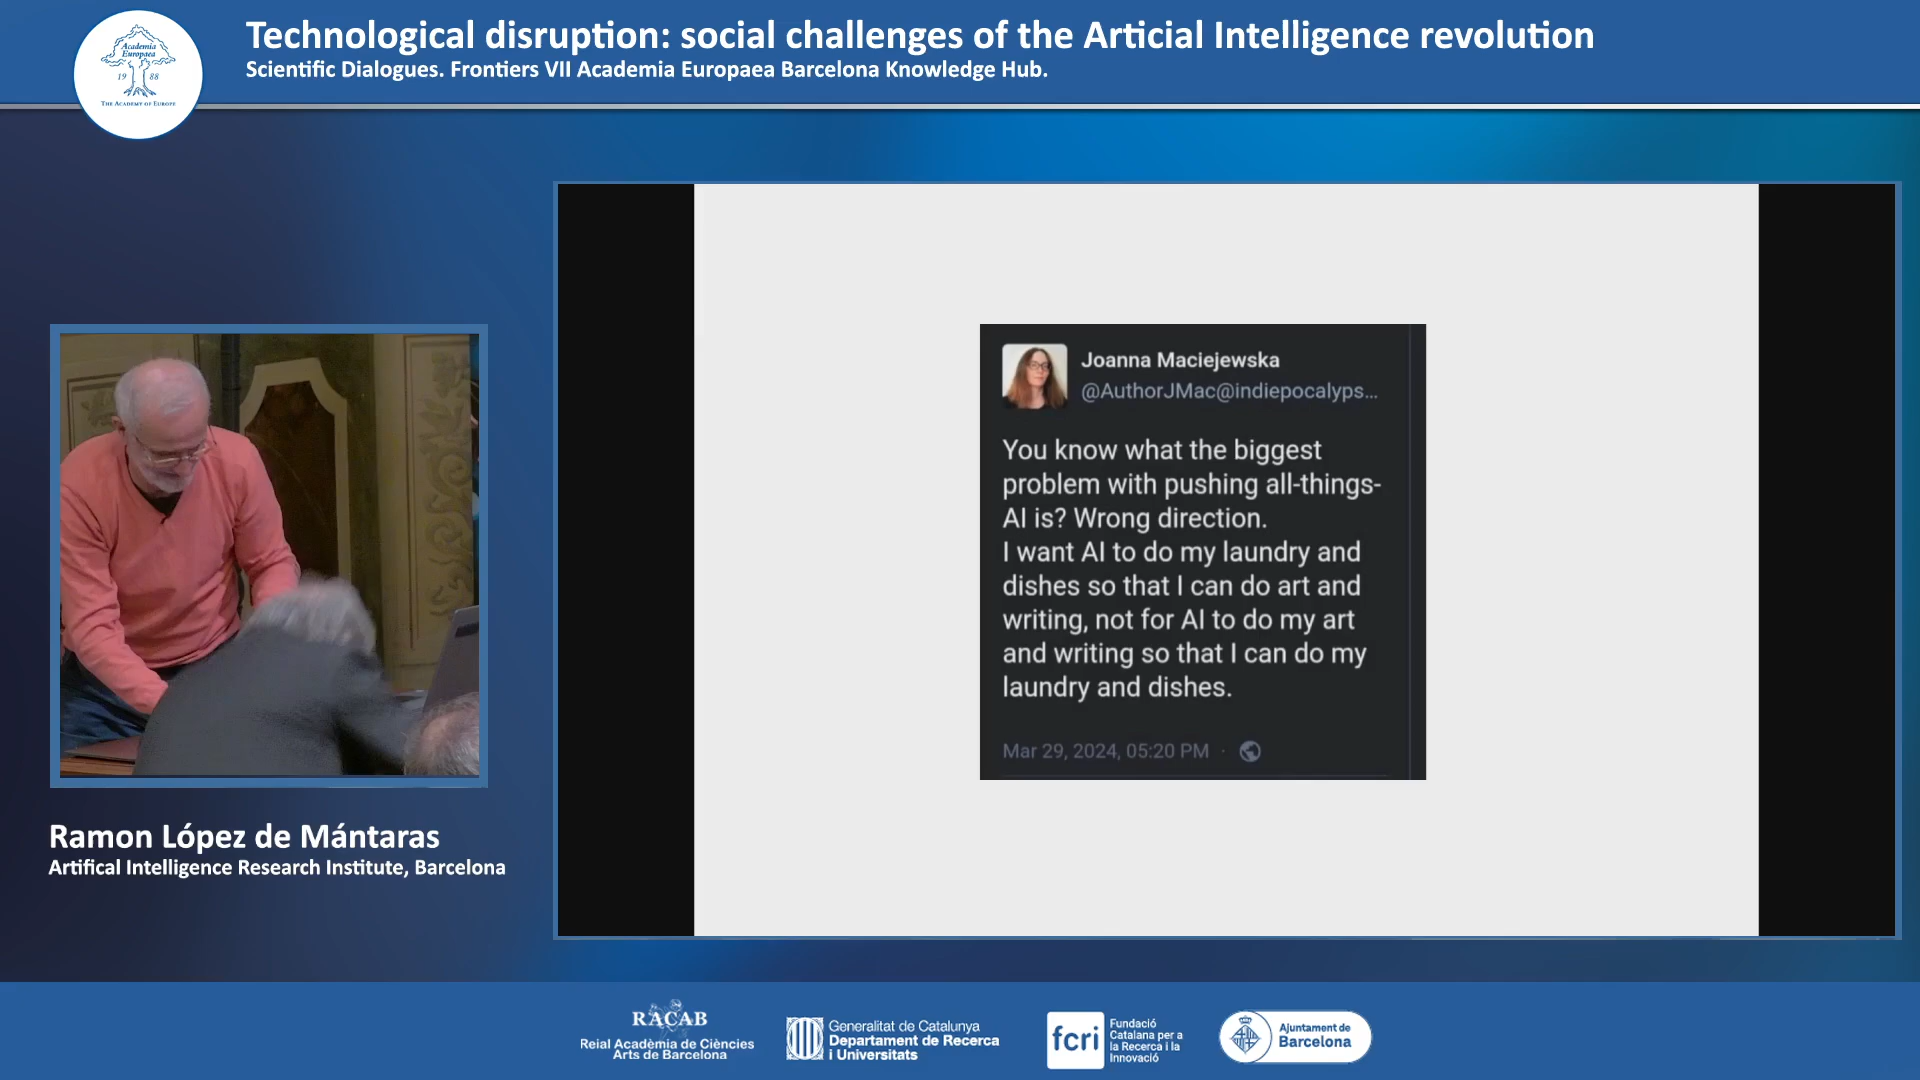 Technological disruption: social challenges of the Articial Intelligence revolution
Scientific Dialogues. Frontiers VII Academia Europaea Barcelona Knowledge Hub.
Academia
Europaea
19 88
THE ACADEMY OF EUROPE
Joanna Maciejewska
@AuthorJMac@indiepocalyps...
You know what the biggest
problem with pushing all-things-
AI is? Wrong direction.
I want AI to do my laundry and
dishes so that I can do art and
writing, not for AI to do my art
and writing so that I can do my
laundry and dishes.
Mar 29, 2024, 05:20 PM ·
Ramon López de Mántaras
Artifical Intelligence Research Institute, Barcelona
RACAB
Reial Acadèmia de Ciències
Arts de Barcelona
Generalitat de Catalunya
Departament de Recerca
i Universitats
fcri
Fundació
Catalana per a
la Recerca i la
Innovació
Ajuntament de
Barcelona